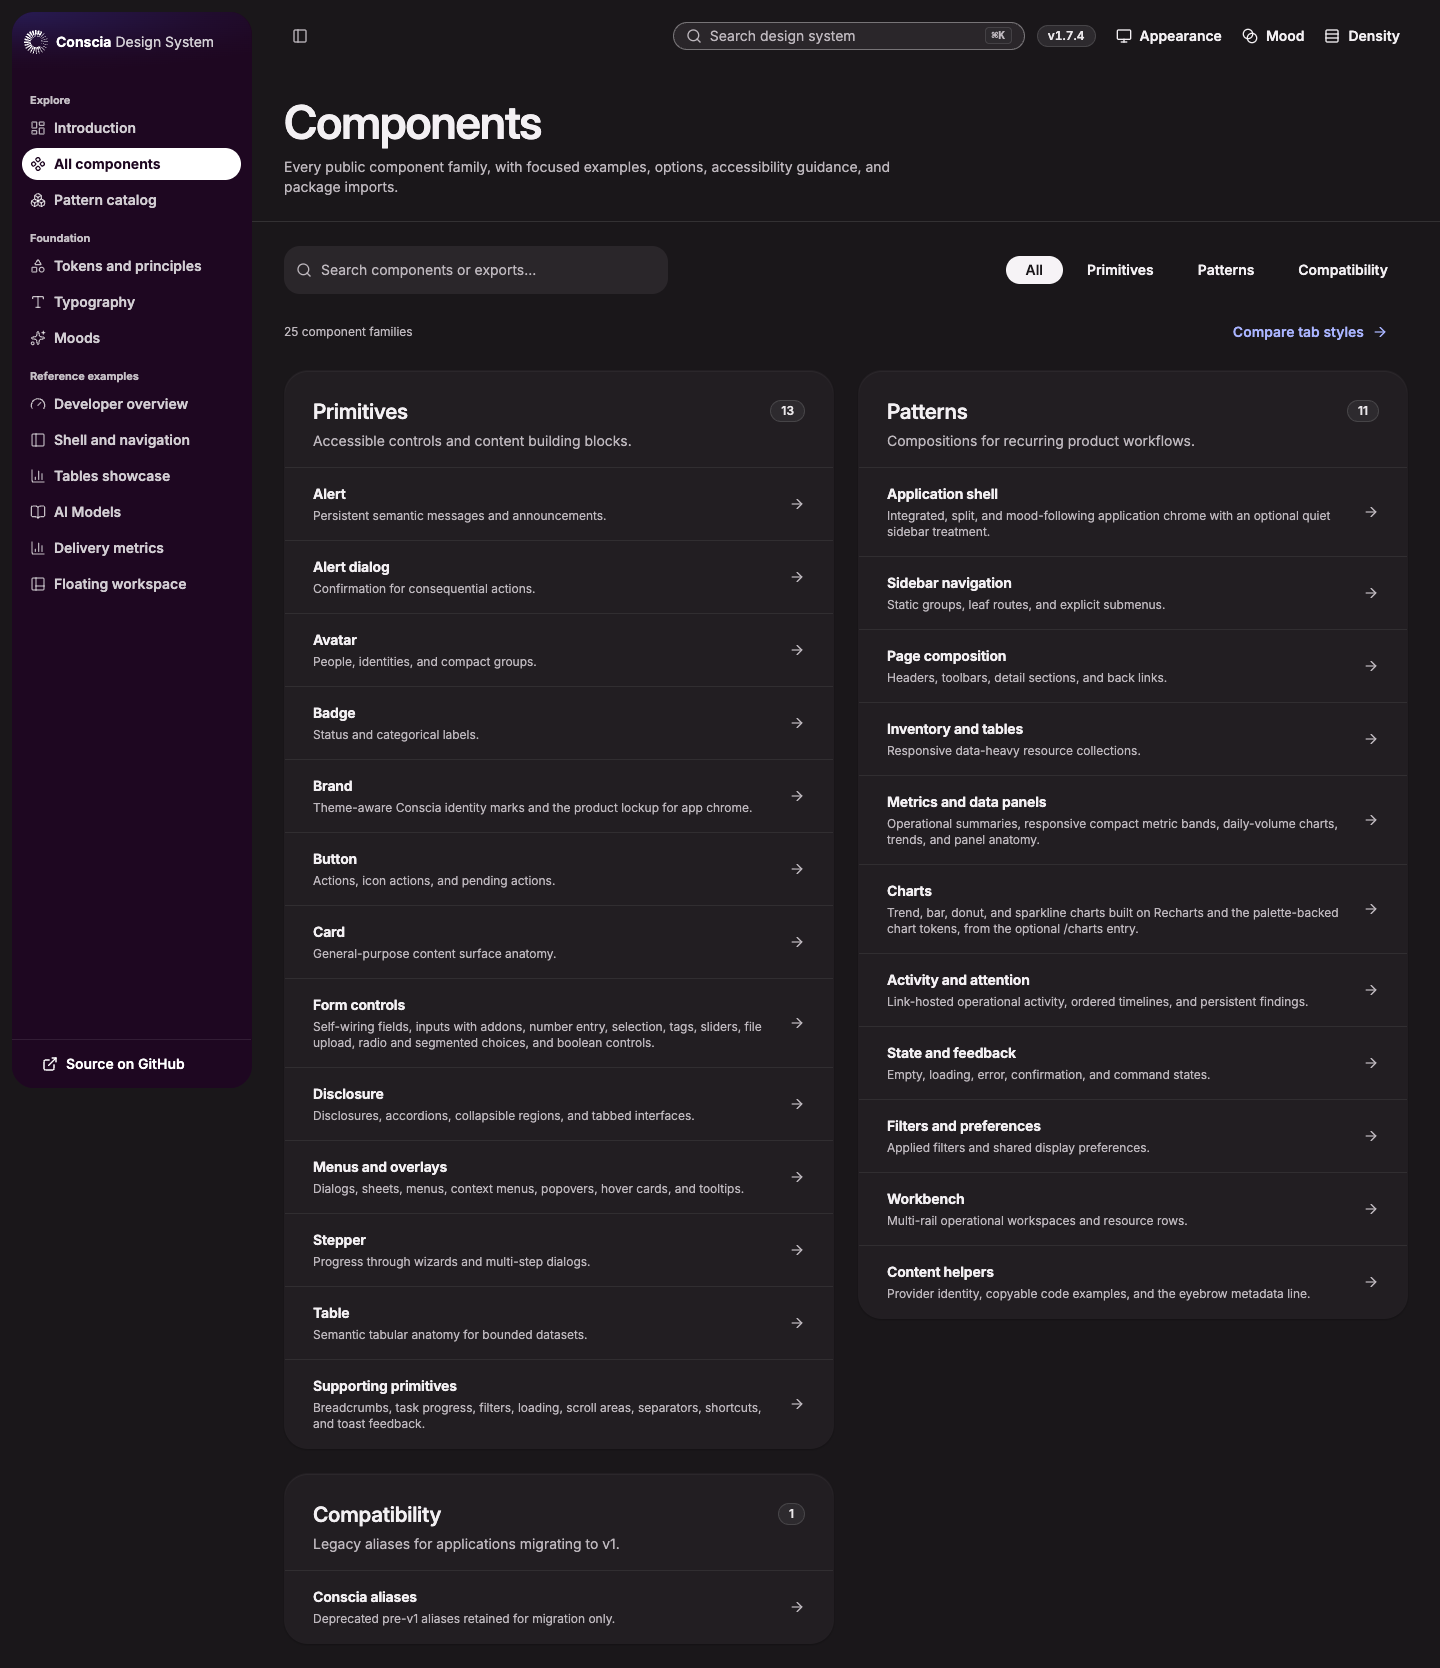 Conscia Design System
Explore
Introduction
All components
Pattern catalog
Foundation
Tokens and principles
Typography
Moods
Reference examples
Developer overview
Shell and navigation
Tables showcase
AI Models
Delivery metrics
Floating workspace
Source on GitHub
Search design system ⌘K
v1.7.4
Appearance
Mood
Density
Components
Every public component family, with focused examples, options, accessibility guidance, and
package imports.
Search components or exports...
All
Primitives
Patterns
Compatibility
25 component families
Compare tab styles
Primitives
13
Accessible controls and content building blocks.
Alert
Persistent semantic messages and announcements.
Alert dialog
Confirmation for consequential actions.
Avatar
People, identities, and compact groups.
Badge
Status and categorical labels.
Brand
Theme-aware Conscia identity marks and the product lockup for app chrome.
Button
Actions, icon actions, and pending actions.
Card
General-purpose content surface anatomy.
Form controls
Self-wiring fields, inputs with addons, number entry, selection, tags, sliders, file
upload, radio and segmented choices, and boolean controls.
Disclosure
Disclosures, accordions, collapsible regions, and tabbed interfaces.
Menus and overlays
Dialogs, sheets, menus, context menus, popovers, hover cards, and tooltips.
Stepper
Progress through wizards and multi-step dialogs.
Table
Semantic tabular anatomy for bounded datasets.
Supporting primitives
Breadcrumbs, task progress, filters, loading, scroll areas, separators, shortcuts,
and toast feedback.
Patterns
11
Compositions for recurring product workflows.
Application shell
Integrated, split, and mood-following application chrome with an optional quiet
sidebar treatment.
Sidebar navigation
Static groups, leaf routes, and explicit submenus.
Page composition
Headers, toolbars, detail sections, and back links.
Inventory and tables
Responsive data-heavy resource collections.
Metrics and data panels
Operational summaries, responsive compact metric bands, daily-volume charts,
trends, and panel anatomy.
Charts
Trend, bar, donut, and sparkline charts built on Recharts and the palette-backed
chart tokens, from the optional /charts entry.
Activity and attention
Link-hosted operational activity, ordered timelines, and persistent findings.
State and feedback
Empty, loading, error, confirmation, and command states.
Filters and preferences
Applied filters and shared display preferences.
Workbench
Multi-rail operational workspaces and resource rows.
Content helpers
Provider identity, copyable code examples, and the eyebrow metadata line.
Compatibility
1
Legacy aliases for applications migrating to v1.
Conscia aliases
Deprecated pre-v1 aliases retained for migration only.